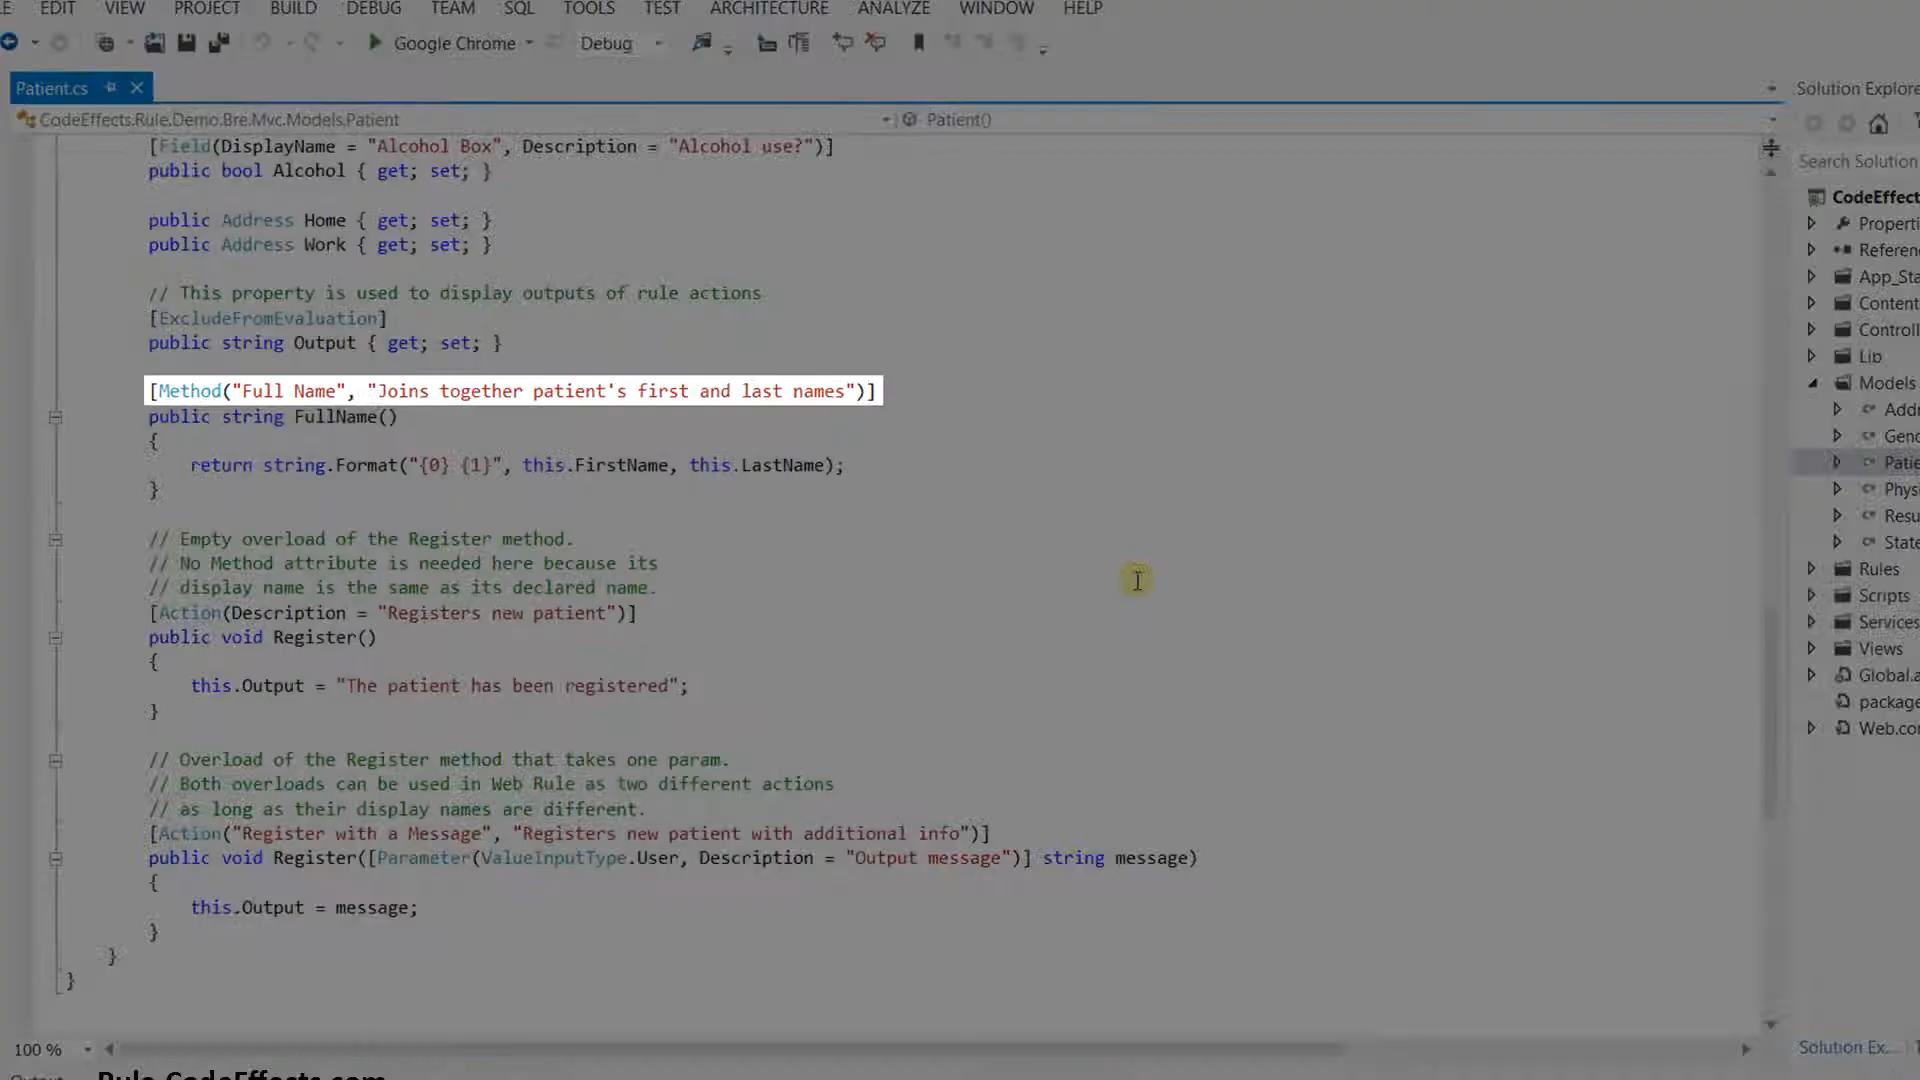 EDIT VIEW PROJECT BUILD DEBUG TEAM SQL TOOLS TEST ARCHITECTURE ANALYZE WINDOW HELP
Google Chrome Debug
Patient.cs
Solution Explore
CodeEffects.Rule.Demo.Bre.Mvc.Models.Patient Patient()
[Field(DisplayName = "Alcohol Box", Description = "Alcohol use?")]
public bool Alcohol { get; set; }
public Address Home { get; set; }
public Address Work { get; set; }
// This property is used to display outputs of rule actions
[ExcludeFromEvaluation]
public string Output { get; set; }
[Method("Full Name", "Joins together patient's first and last names")]
public string FullName()
{
return string.Format("{0} {1}", this.FirstName, this.LastName);
}
// Empty overload of the Register method.
// No Method attribute is needed here because its
// display name is the same as its declared name.
[Action(Description = "Registers new patient")]
public void Register()
{
this.Output = "The patient has been registered";
}
// Overload of the Register method that takes one param.
// Both overloads can be used in Web Rule as two different actions
// as long as their display names are different.
[Action("Register with a Message", "Registers new patient with additional info")]
public void Register([Parameter(ValueInputType.User, Description = "Output message")] string message)
{
this.Output = message;
}
}
}
100 %
Search Solution
CodeEffect
Properti
Referen
App_Sta
Content
Controll
Lib
Models
Addr
Gend
Patie
Physi
Resu
State
Rules
Scripts
Services
Views
Global.a
package
Web.con
Solution Ex...
Rule.CodeEffects.com